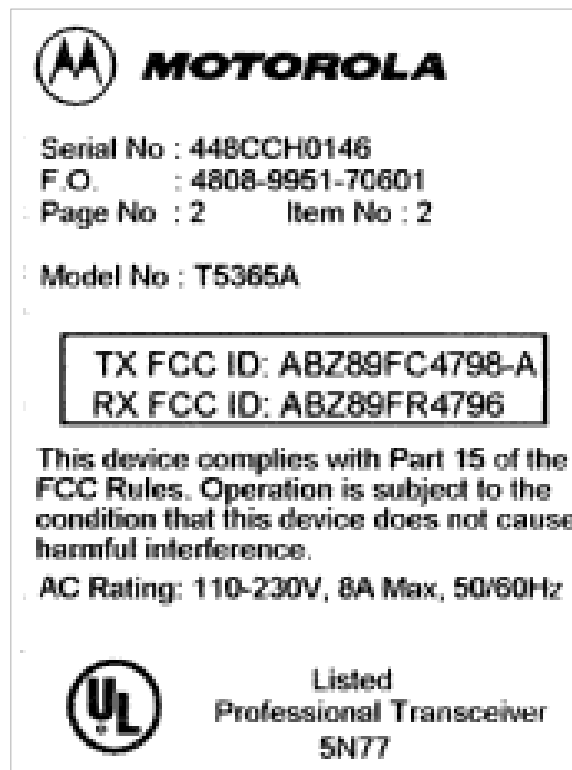 MOTOROLA
Serial No : 448CCH0146
F.O. : 4808-9951-70601
Page No : 2 Item No : 2
Model No : T5365A
TX FCC ID: ABZ89FC4798-A
RX FCC ID: ABZ89FR4796
This device complies with Part 15 of the
FCC Rules. Operation is subject to the
condition that this device does not cause
harmful interference.
AC Rating: 110-230V, 8A Max, 50/60Hz
UL
Listed
Professional Transceiver
5N77